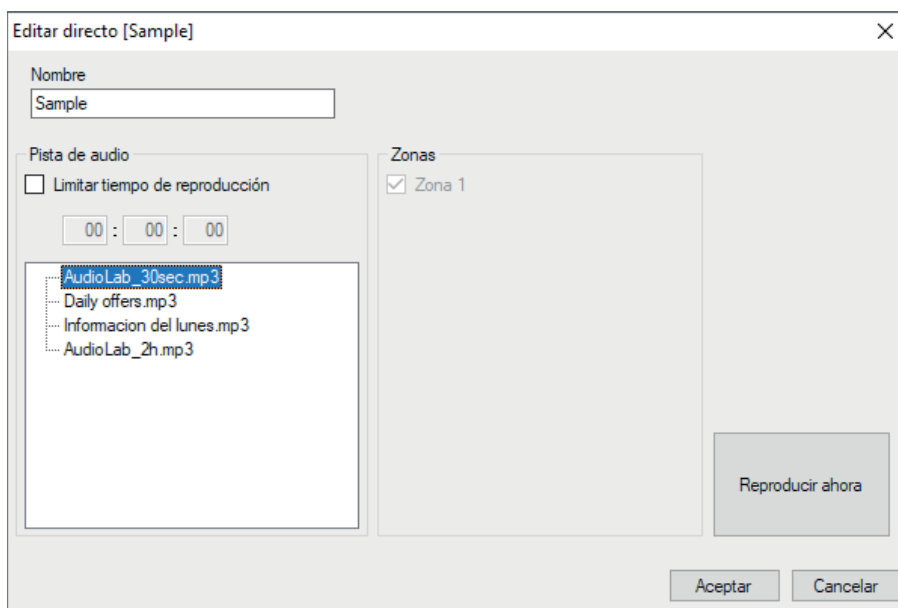 Editar directo [Sample]
Nombre
Sample
Pista de audio
Limitar tiempo de reproducción
00 : 00 : 00
AudioLab_30sec.mp3
Daily offers.mp3
Informacion del lunes.mp3
AudioLab_2h.mp3
Zonas
Zona 1
Reproducir ahora
Aceptar
Cancelar